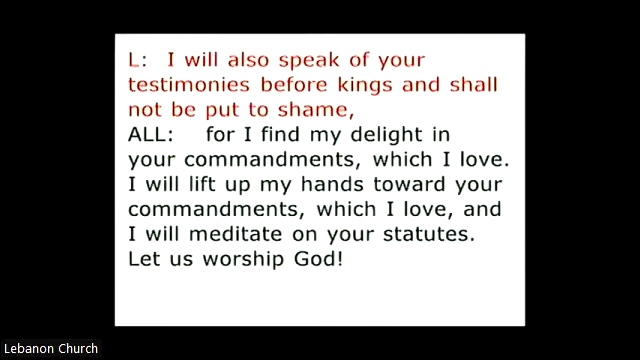 L:  I will also speak of your
testimonies before kings and shall
not be put to shame,
ALL:    for I find my delight in
your commandments, which I love.
I will lift up my hands toward your
commandments, which I love, and
I will meditate on your statutes.
Let us worship God!
Lebanon Church